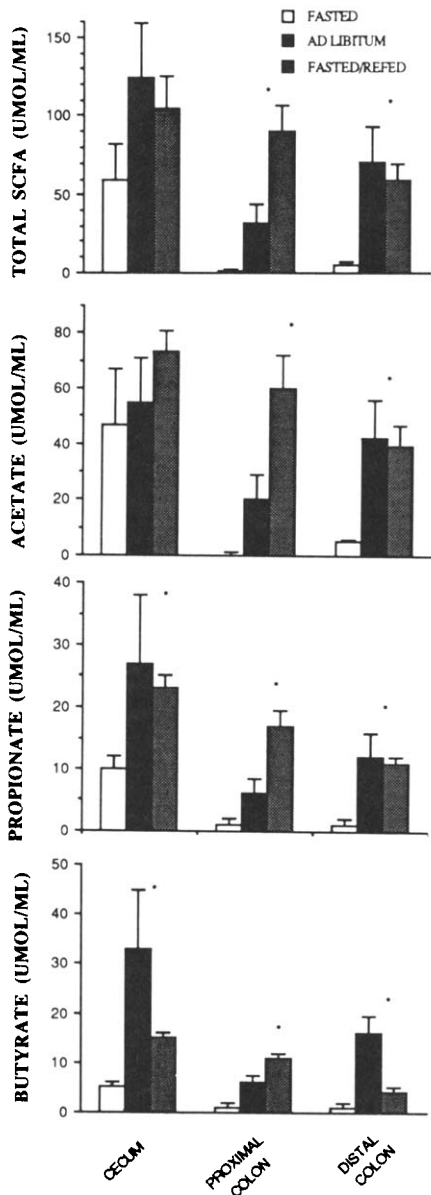 FASTED
AD LIBITUM
FASTED/REFED
TOTAL SCFA (UMOL/ML)
150
100
50
0
ACETATE (UMOL/ML)
80
60
40
20
0
PROPIONATE (UMOL/ML)
40
30
20
10
0
BUTYRATE (UMOL/ML)
50
40
30
20
10
0
CECUM
PROXIMAL
COLON
DISTAL
COLON